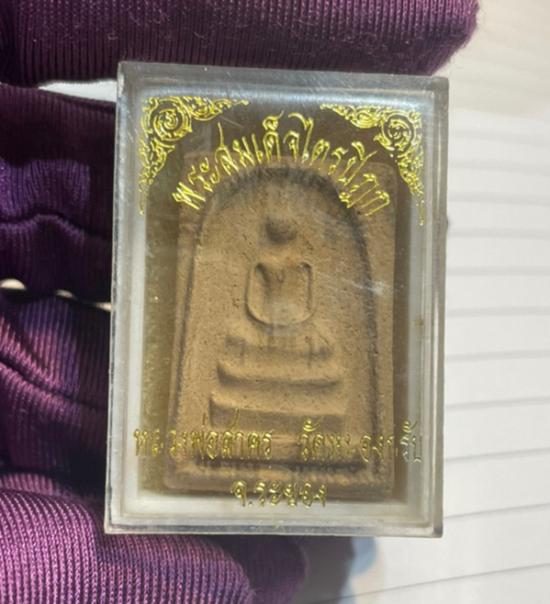 พระสมเด็จไตรปิฎก
หลวงพ่อสาคร วัดหนองกรับ
จ.ระยอง